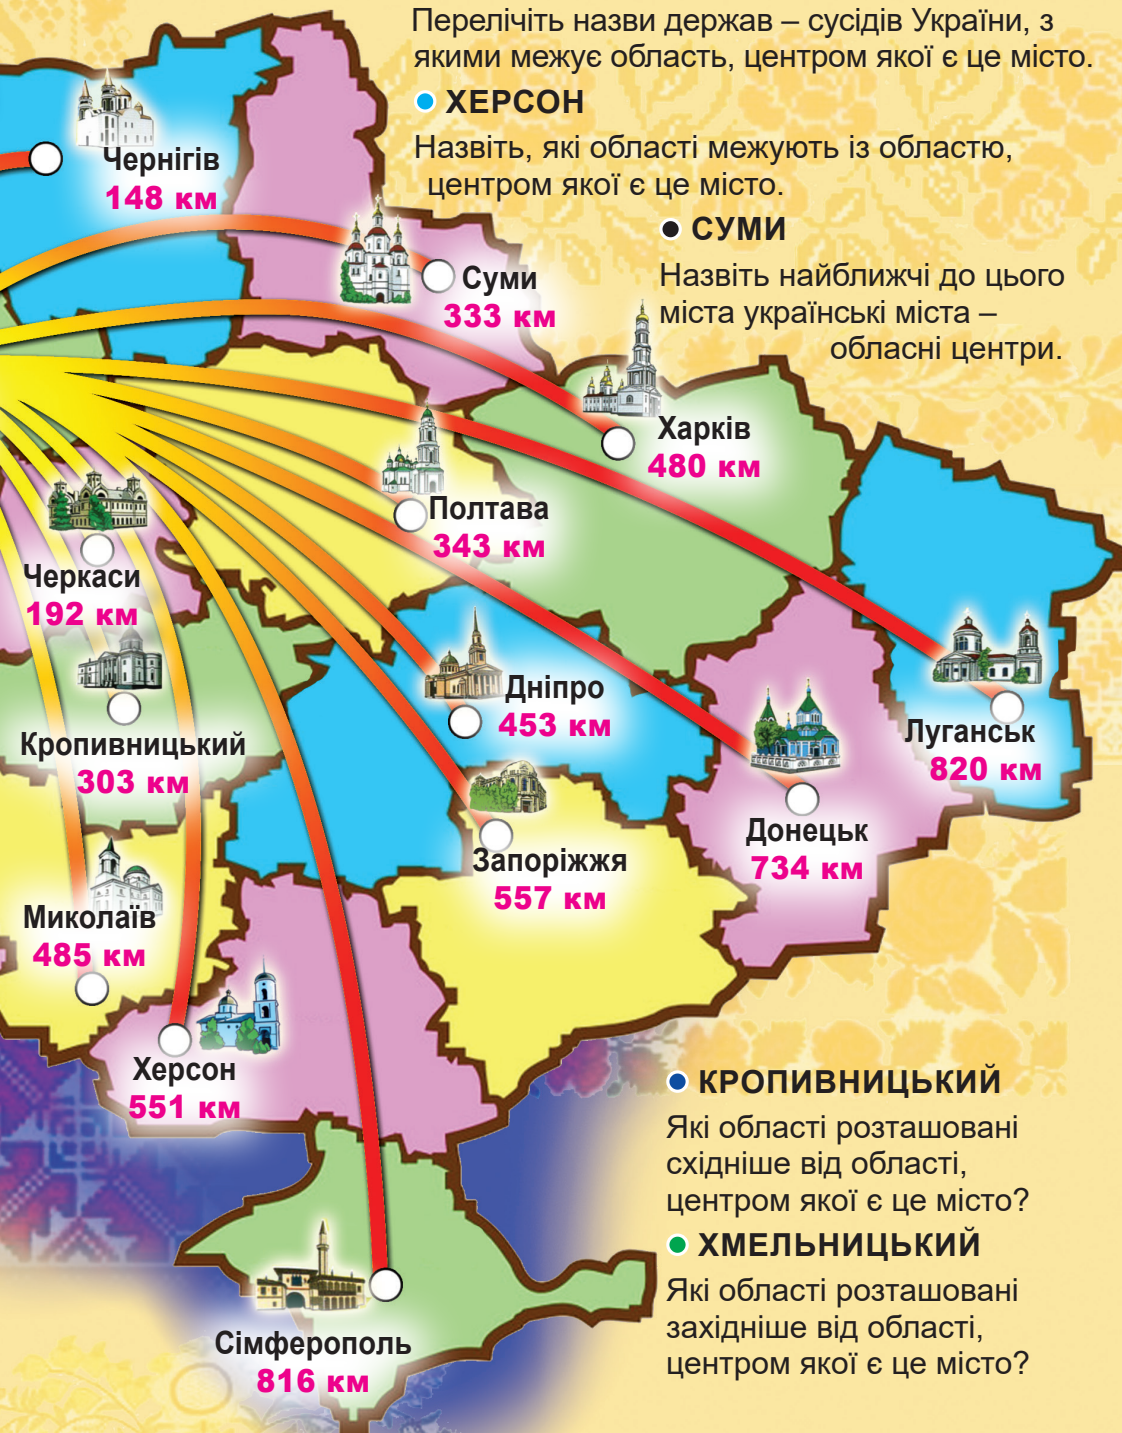 Перелічіть назви держав – сусідів України, з
якими межує область, центром якої є це місто.
ХЕРСОН
Назвіть, які області межують із областю,
центром якої є це місто.
СУМИ
Назвіть найближчі до цього
міста українські міста –
обласні центри.
Чернігів
148 км
Суми
333 км
Харків
480 км
Полтава
343 км
Черкаси
192 км
Кропивницький
303 км
Дніпро
453 км
Луганськ
820 км
Донецьк
734 км
Запоріжжя
557 км
Миколаїв
485 км
Херсон
551 км
Сімферополь
816 км
КРОПИВНИЦЬКИЙ
Які області розташовані
східніше від області,
центром якої є це місто?
ХМЕЛЬНИЦЬКИЙ
Які області розташовані
західніше від області,
центром якої є це місто?